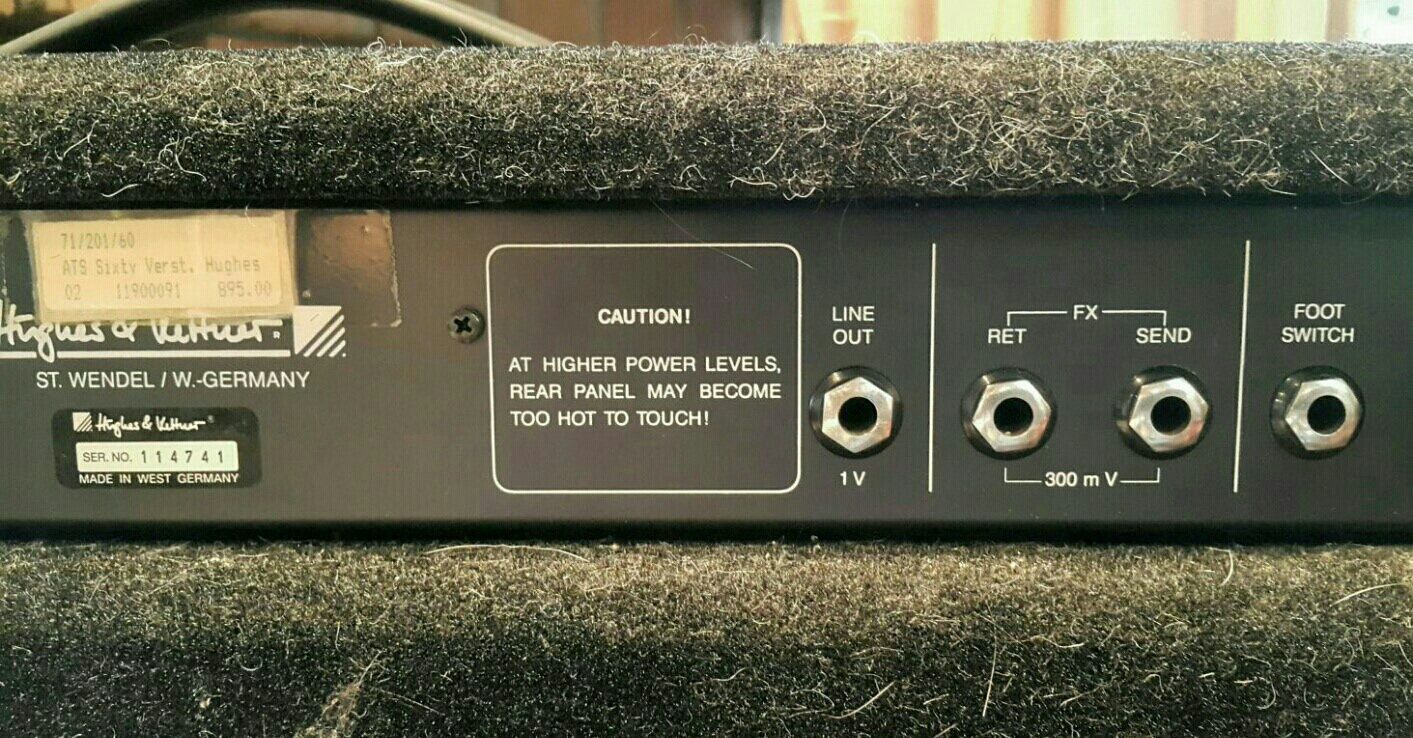 71/201/60
ATS Sixty Verst. Hughes
02 11900091 895.00
Hughes & Kettner ®
ST. WENDEL / W.-GERMANY
Hughes & Kettner ®
SER. NO. 114741
MADE IN WEST GERMANY
CAUTION!
AT HIGHER POWER LEVELS,
REAR PANEL MAY BECOME
TOO HOT TO TOUCH!
LINE
OUT
1 V
FX
RET SEND
300 m V
FOOT
SWITCH